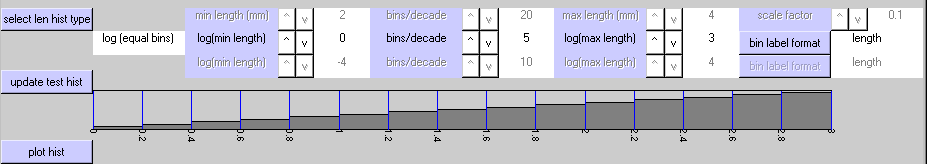 select len hist type
min length (mm) ^ v 2 bins/decade ^ v 20 max length (mm) ^ v 4 scale factor ^ v 0.1
log (equal bins) log(min length) ^ v 0 bins/decade ^ v 5 log(max length) ^ v 3 bin label format length
log(min length) ^ v -4 bins/decade ^ v 10 log(max length) ^ v 4 bin label format length
update test hist
0 0.2 0.4 0.6 0.8 1 1.2 1.4 1.6 1.8 2 2.2 2.4 2.6 2.8 3
plot hist